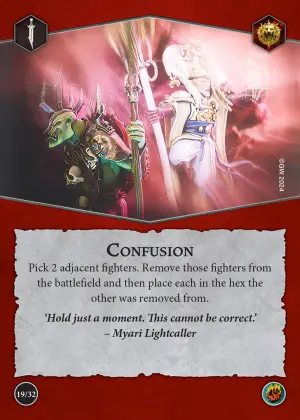 ©GW 2024
CONFUSION
Pick 2 adjacent fighters. Remove those fighters from
the battlefield and then place each in the hex the
other was removed from.
‘Hold just a moment. This cannot be correct.’
– Myari Lightcaller
19/32